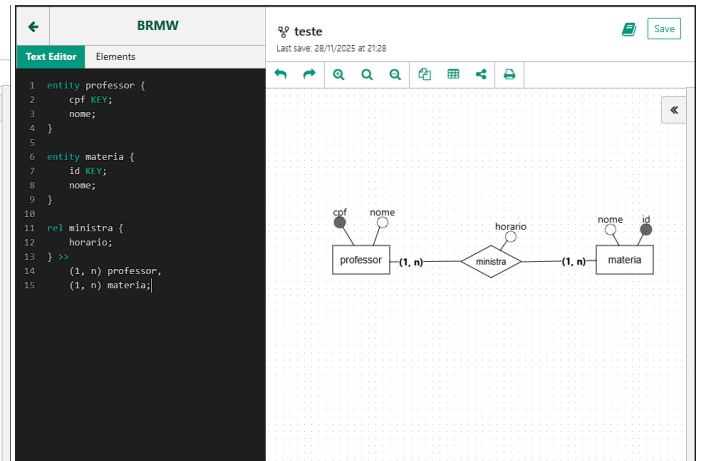 BRMW
teste
Last save: 28/11/2025 at 21:28
Save
Text Editor
Elements
1 entity professor {
2 cpf KEY;
3 nome;
4 }
5
6 entity materia {
7 id KEY;
8 nome;
9 }
10
11 rel ministra {
12 horario;
13 } >>
14 (1, n) professor,
15 (1, n) materia;
cpf nome
horario
nome id
professor (1, n) ministra (1, n) materia